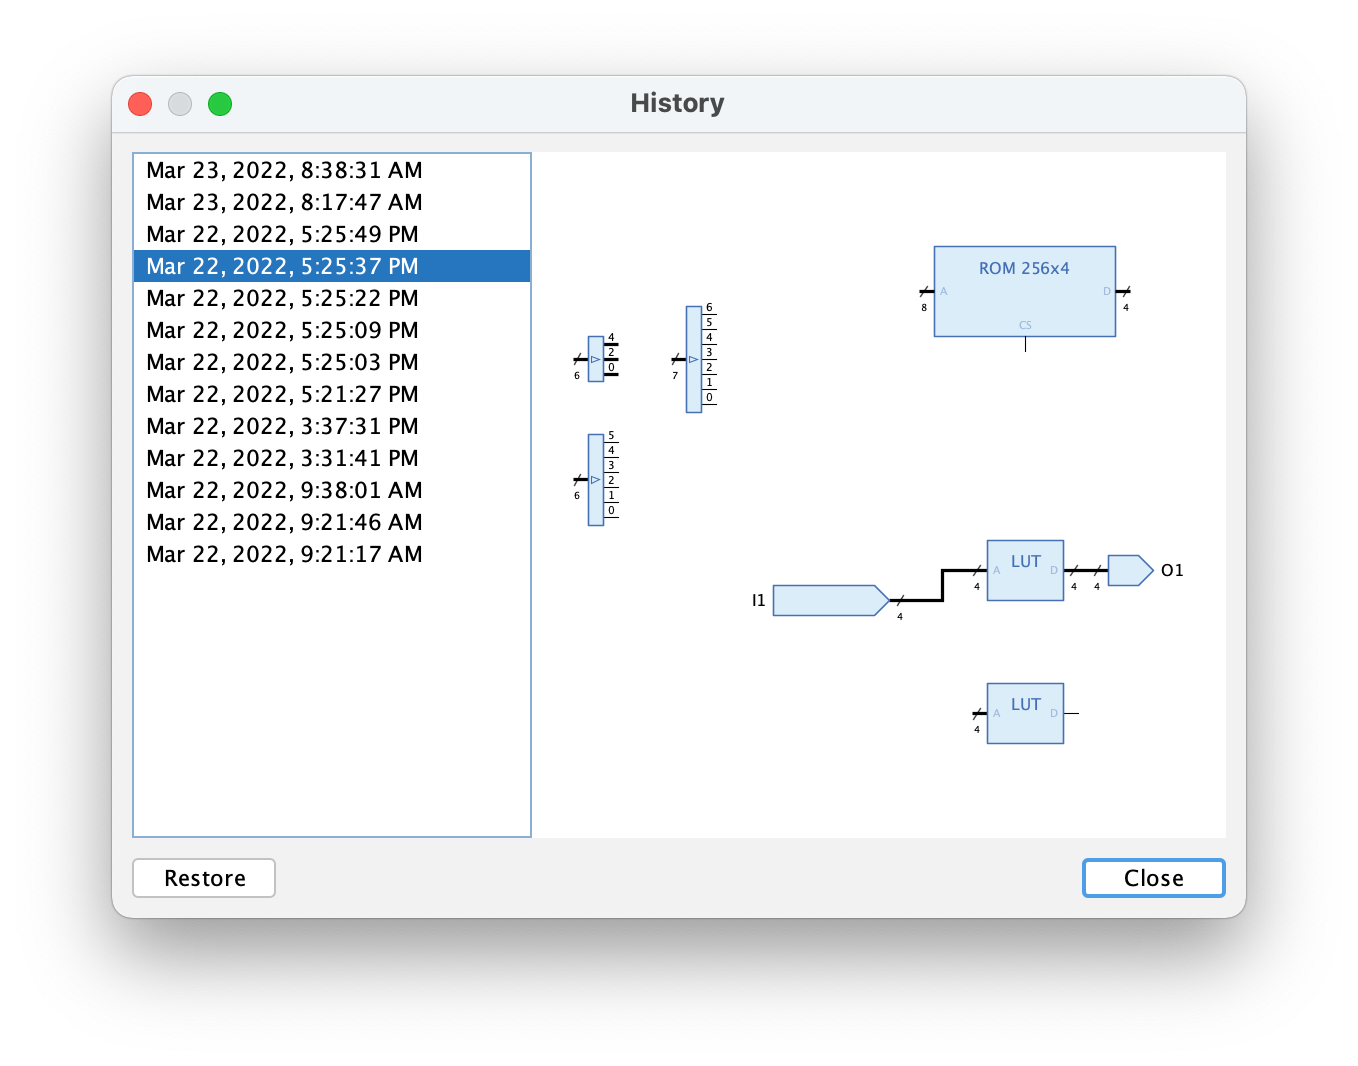 History
Mar 23, 2022, 8:38:31 AM
Mar 23, 2022, 8:17:47 AM
Mar 22, 2022, 5:25:49 PM
Mar 22, 2022, 5:25:37 PM
Mar 22, 2022, 5:25:22 PM
Mar 22, 2022, 5:25:09 PM
Mar 22, 2022, 5:25:03 PM
Mar 22, 2022, 5:21:27 PM
Mar 22, 2022, 3:37:31 PM
Mar 22, 2022, 3:31:41 PM
Mar 22, 2022, 9:38:01 AM
Mar 22, 2022, 9:21:46 AM
Mar 22, 2022, 9:21:17 AM
ROM 256x4
A D
8 4
CS
4
2
0
6
6
5
4
3
2
1
0
7
5
4
3
2
1
0
6
LUT
A D
4 4 4
O1
I1
4
LUT
A D
4
Restore
Close